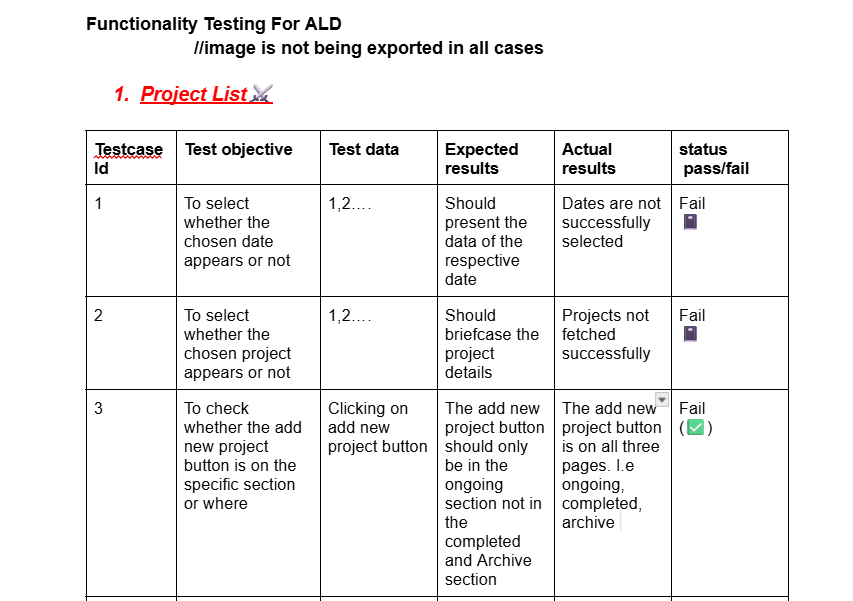 Functionality Testing For ALD
//image is not being exported in all cases
1. Project List⚔️
Testcase Id
Test objective
Test data
Expected results
Actual results
status pass/fail
1
To select
whether the
chosen date
appears or not
1,2….
Should
present the
data of the
respective
date
Dates are not
successfully
selected
Fail
2
To select
whether the
chosen project
appears or not
1,2….
Should
briefcase the
project
details
Projects not
fetched
successfully
Fail
3
To check
whether the add
new project
button is on the
specific section
or where
Clicking on
add new
project button
The add new
project button
should only
be in the
ongoing
section not in
the
completed
and Archive
section
The add new
project button
is on all three
pages. I.e
ongoing,
completed,
archive
Fail
(✅)